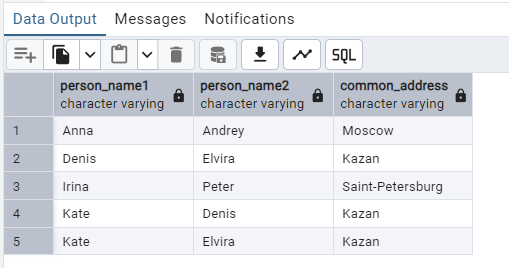 Data Output Messages Notifications
SQL
person_name1 person_name2 common_address
character varying character varying character varying
1 Anna Andrey Moscow
2 Denis Elvira Kazan
3 Irina Peter Saint-Petersburg
4 Kate Denis Kazan
5 Kate Elvira Kazan